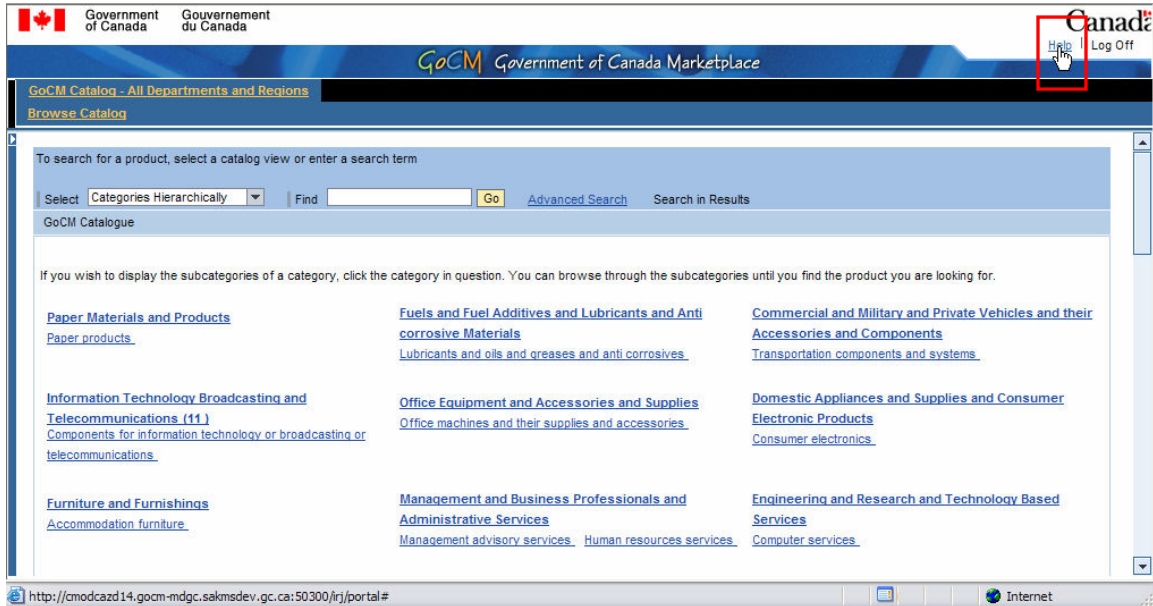 Government Gouvernement
of Canada du Canada
Canada
Help | Log Off
GoCM Government of Canada Marketplace
GoCM Catalog - All Departments and Regions
Browse Catalog
To search for a product, select a catalog view or enter a search term
Select Categories Hierarchically Find Go Advanced Search Search in Results
GoCM Catalogue
If you wish to display the subcategories of a category, click the category in question. You can browse through the subcategories until you find the product you are looking for.
Paper Materials and Products
Paper products
Fuels and Fuel Additives and Lubricants and Anti
corrosive Materials
Lubricants and oils and greases and anti corrosives
Commercial and Military and Private Vehicles and their
Accessories and Components
Transportation components and systems
Information Technology Broadcasting and
Telecommunications (11 )
Components for information technology or broadcasting or
telecommunications
Office Equipment and Accessories and Supplies
Office machines and their supplies and accessories
Domestic Appliances and Supplies and Consumer
Electronic Products
Consumer electronics
Furniture and Furnishings
Accommodation furniture
Management and Business Professionals and
Administrative Services
Management advisory services Human resources services
Engineering and Research and Technology Based
Services
Computer services
http://cmodcazd14.gocm-mdgc.sakmsdev.gc.ca:50300/irj/portal# Internet